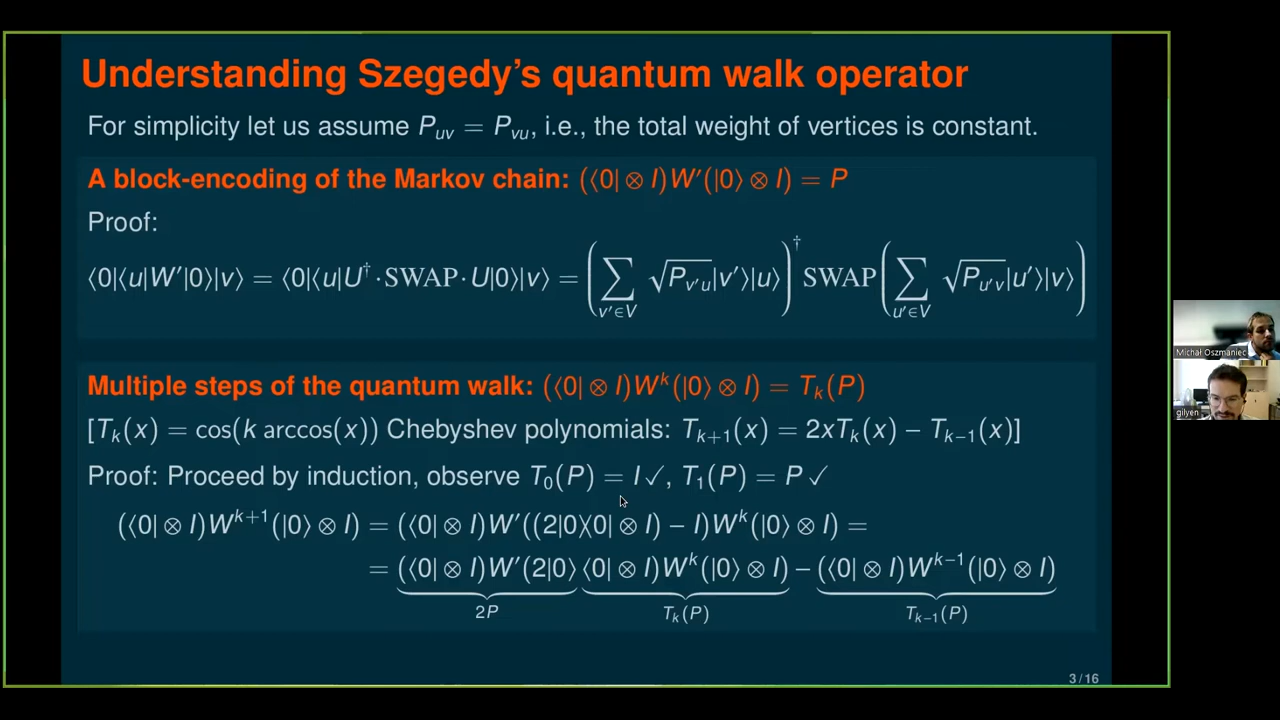 Understanding Szegedy's quantum walk operator
For simplicity let us assume P_{uv} = P_{vu}, i.e., the total weight of vertices is constant.
A block-encoding of the Markov chain: (⟨0| ⊗ I)W′(|0⟩ ⊗ I) = P
Proof:
⟨0|⟨u|W′|0⟩|v⟩ = ⟨0|⟨u|U† · SWAP · U|0⟩|v⟩ = (∑_{v′∈V} √P_{v′u}|v′⟩|u⟩)† SWAP (∑_{u′∈V} √P_{u′v}|u′⟩|v⟩)
Multiple steps of the quantum walk: (⟨0| ⊗ I)W^k(|0⟩ ⊗ I) = T_k(P)
[T_k(x) = cos(k arccos(x)) Chebyshev polynomials: T_{k+1}(x) = 2xT_k(x) − T_{k−1}(x)]
Proof: Proceed by induction, observe T_0(P) = I ✓, T_1(P) = P ✓
(⟨0| ⊗ I)W^{k+1}(|0⟩ ⊗ I) = (⟨0| ⊗ I)W′((2|0⟩⟨0| ⊗ I) − I)W^k(|0⟩ ⊗ I) =
= (⟨0| ⊗ I)W′(2|0⟩ ⟨0| ⊗ I)W^k(|0⟩ ⊗ I) − (⟨0| ⊗ I)W^{k−1}(|0⟩ ⊗ I)
2P T_k(P) T_{k−1}(P)
3 / 16
Michał Oszmaniec
gilyen